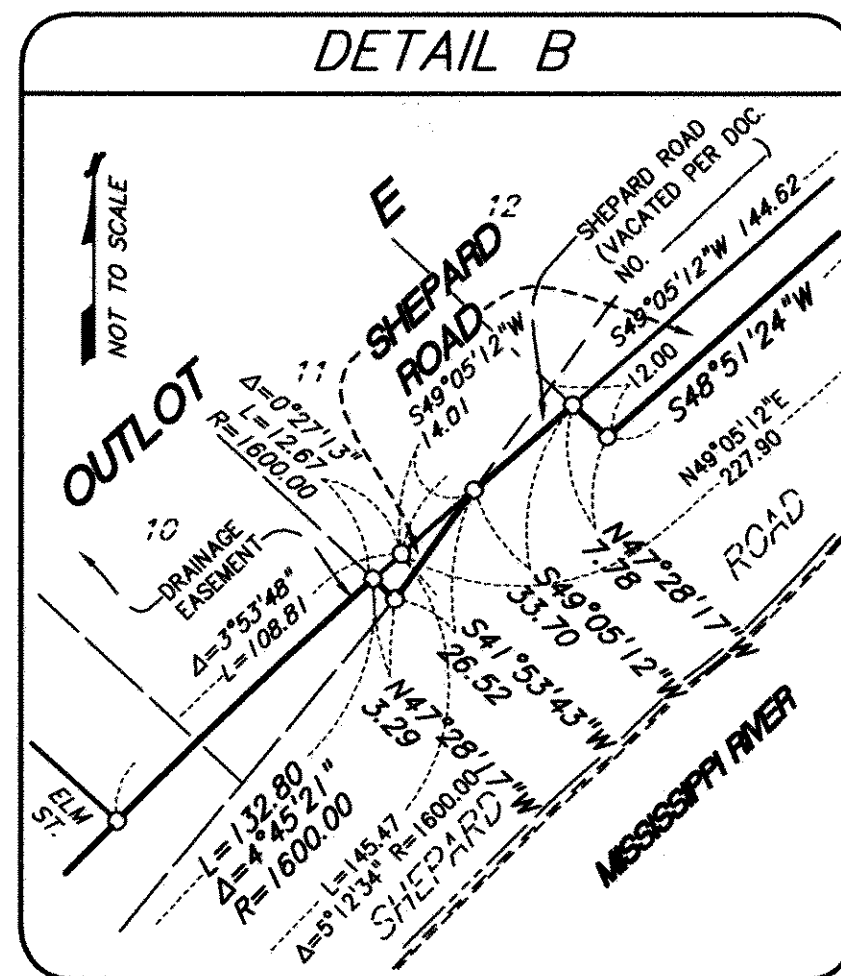 DETAIL B
NOT TO SCALE
SHEPARD ROAD
(VACATED PER DOC.
NO.
E
12
S49°05'12"W 144.62
SHEPARD
ROAD
12.00
S48°51'24"W
11
S49°05'12"W
14.01
OUTLOT
Δ=0°27'13"
L=12.67
R=1600.00
N49°05'12"E
227.90
10
DRAINAGE
EASEMENT
ROAD
N47°28'17"W
7.78
S49°05'12"W
33.70
Δ=3°53'48"
L=108.81
S41°53'43"W
26.52
N47°28'17"W
3.29
MISSISSIPPI RIVER
ELM
ST.
L=132.80
Δ=4°45'21"
R=1600.00
L=145.47
Δ=5°12'34" R=1600.00
SHEPARD